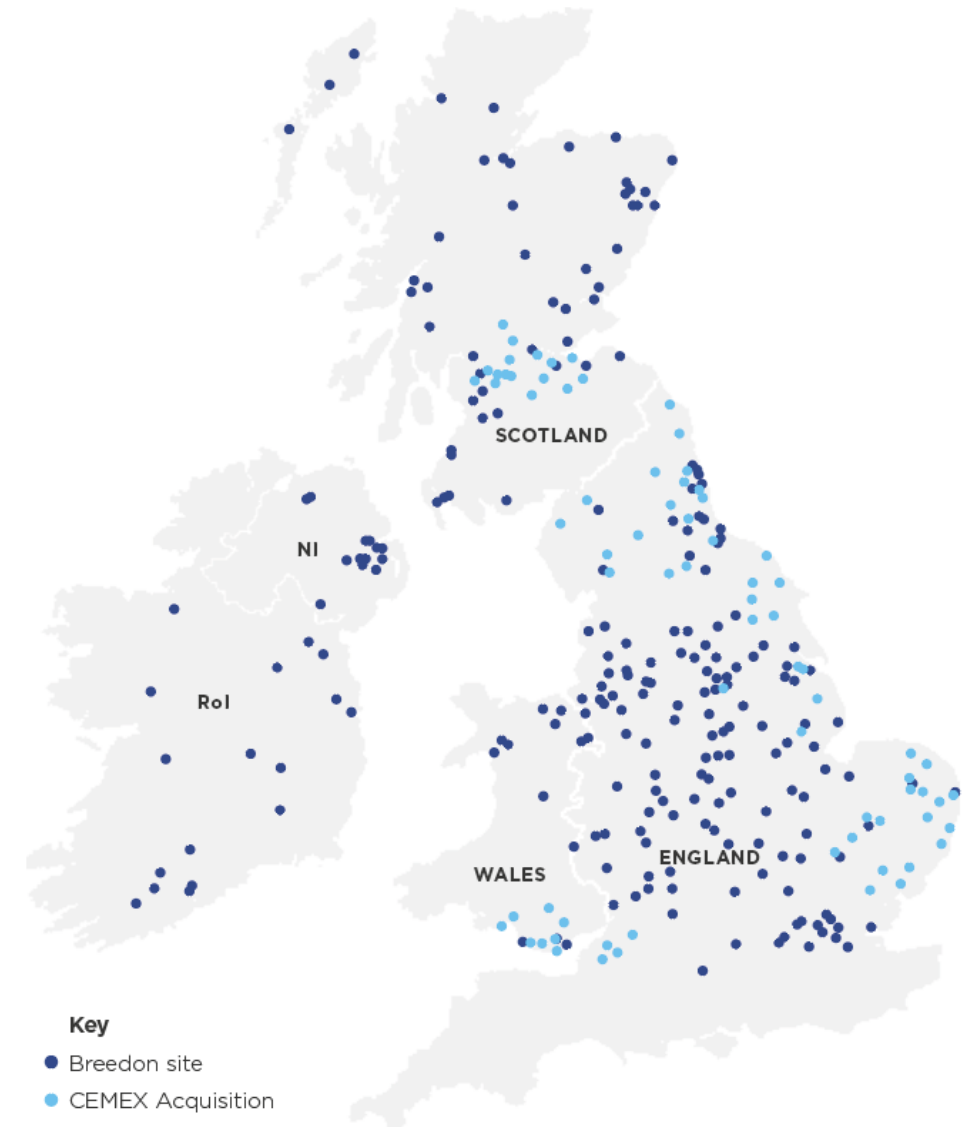 SCOTLAND
NI
RoI
ENGLAND
WALES
Key
Breedon site
CEMEX Acquisition